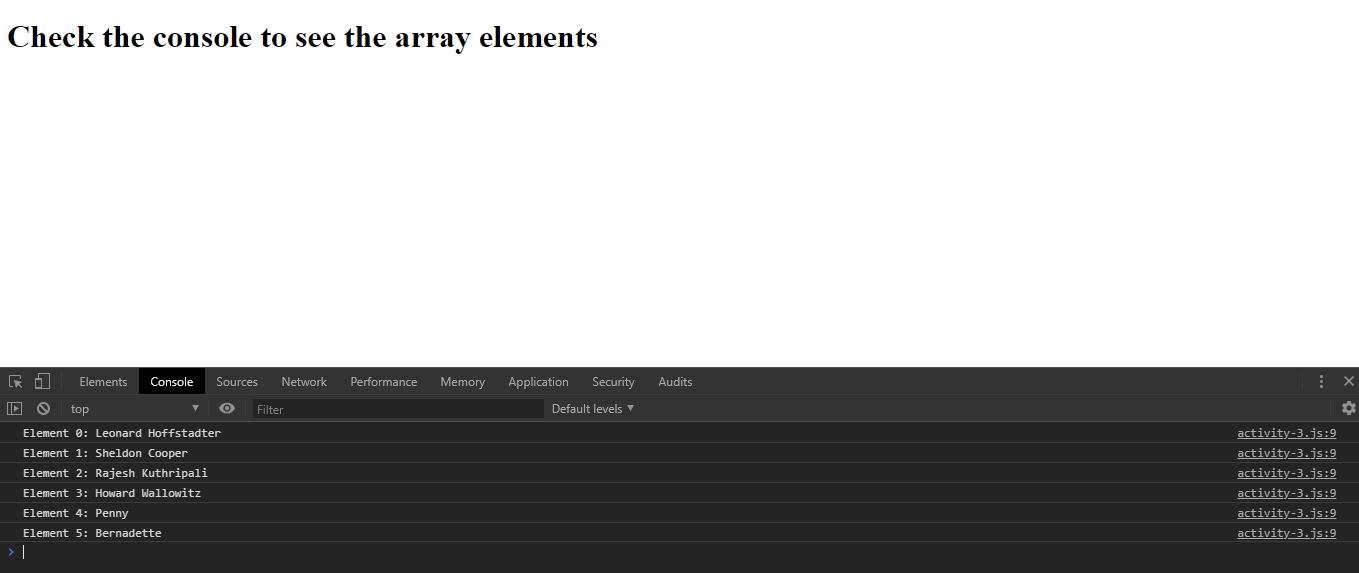 Check the console to see the array elements
Elements Console Sources Network Performance Memory Application Security Audits
top Filter Default levels
Element 0: Leonard Hoffstadter activity-3.js:9
Element 1: Sheldon Cooper activity-3.js:9
Element 2: Rajesh Kuthripali activity-3.js:9
Element 3: Howard Wallowitz activity-3.js:9
Element 4: Penny activity-3.js:9
Element 5: Bernadette activity-3.js:9